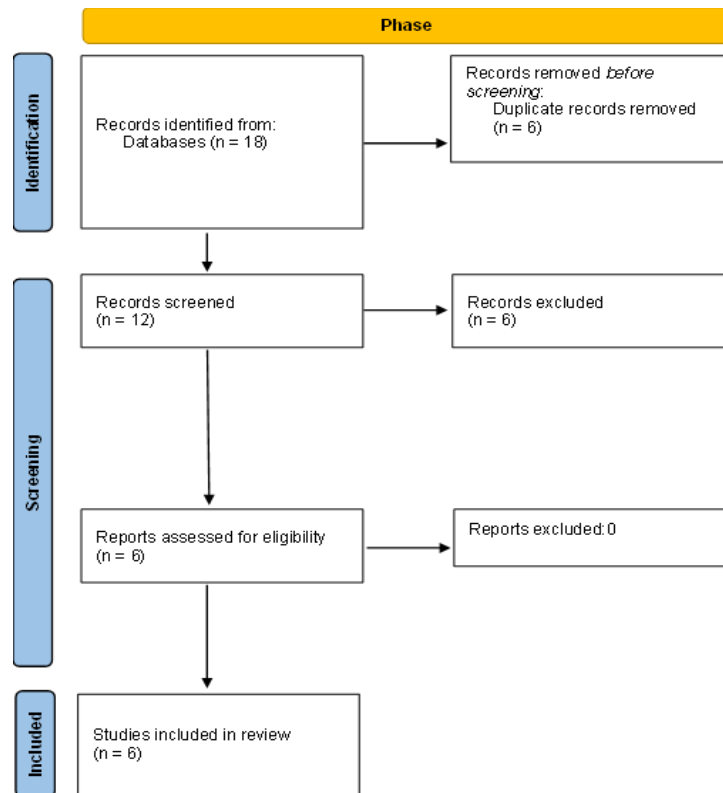 Phase
Identification
Records identified from:
Databases (n = 18)
Records removed before
screening:
Duplicate records removed
(n = 6)
Screening
Records screened
(n = 12)
Records excluded
(n = 6)
Reports assessed for eligibility
(n = 6)
Reports excluded:0
Included
Studies included in review
(n = 6)